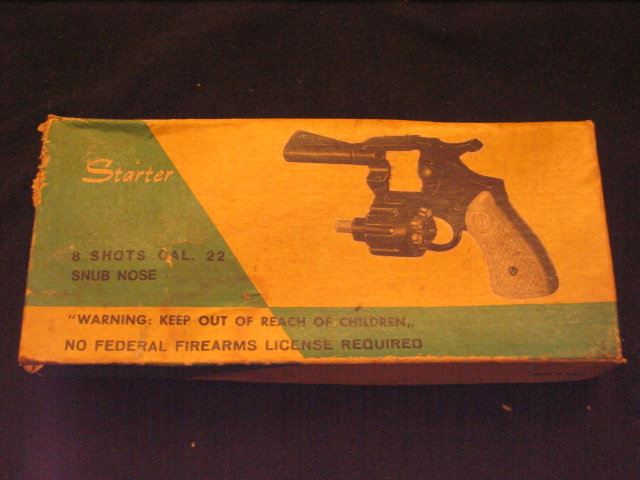 Starter
8 SHOTS CAL. 22
SNUB NOSE
"WARNING: KEEP OUT OF REACH OF CHILDREN„
NO FEDERAL FIREARMS LICENSE REQUIRED